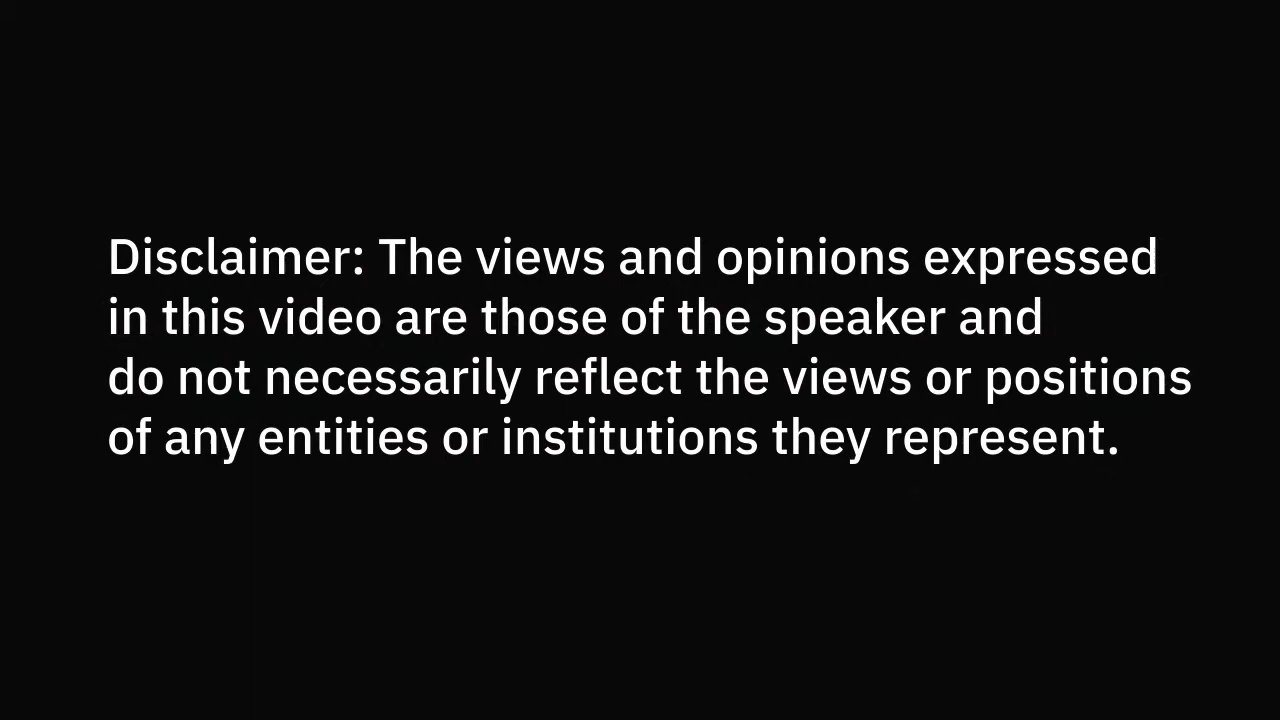 Disclaimer: The views and opinions expressed
in this video are those of the speaker and
do not necessarily reflect the views or positions
of any entities or institutions they represent.